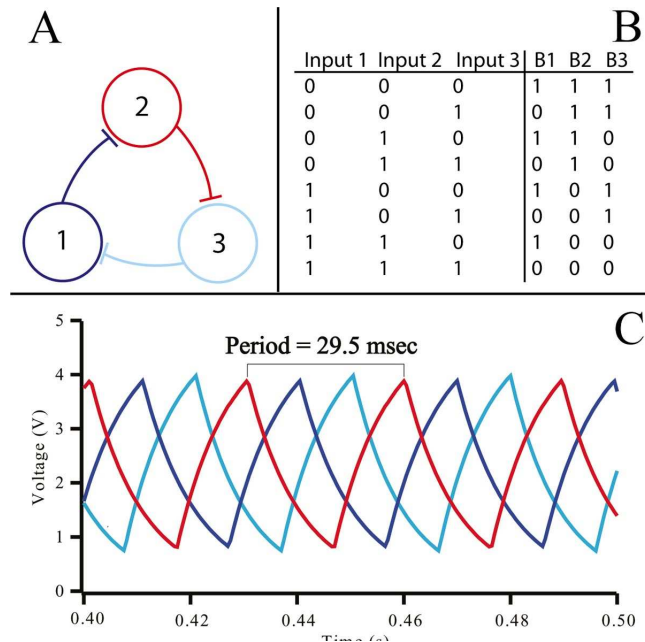 A
2
1
3
B
Input 1 Input 2 Input 3 B1 B2 B3
0 0 0 1 1 1
0 0 1 0 1 1
0 1 0 1 1 0
0 1 1 0 1 0
1 0 0 1 0 1
1 0 1 0 0 1
1 1 0 1 0 0
1 1 1 0 0 0
C
Period = 29.5 msec
5
4
3
2
1
0
Voltage (V)
0.40 0.42 0.44 0.46 0.48 0.50
Time (s)